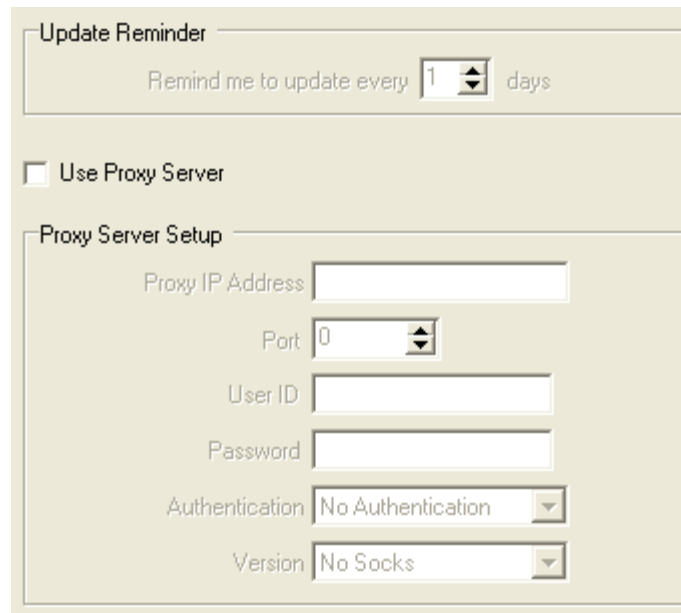 Update Reminder
Remind me to update every 1 days
Use Proxy Server
Proxy Server Setup
Proxy IP Address
Port 0
User ID
Password
Authentication No Authentication
Version No Socks